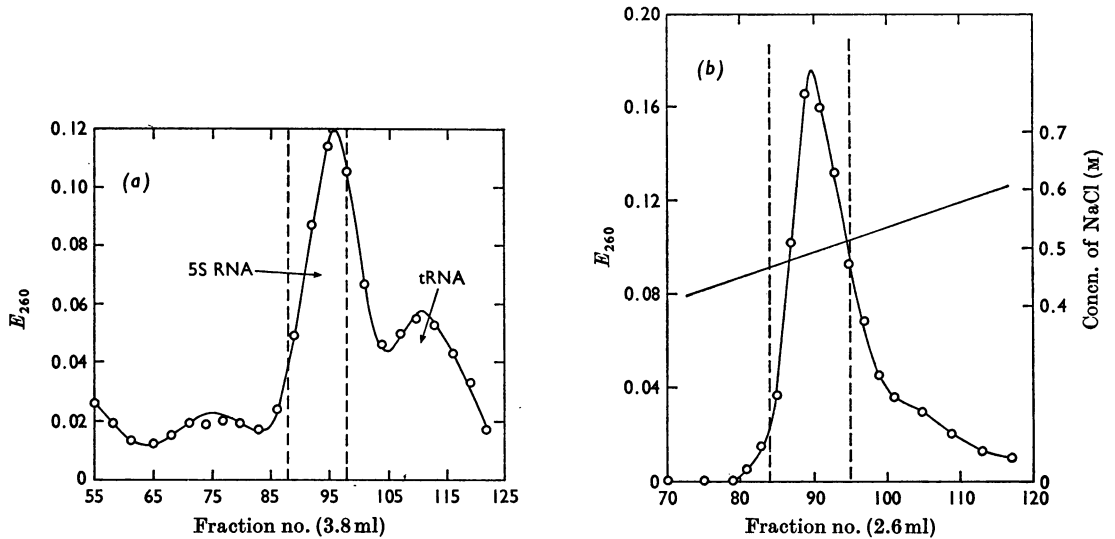 (a)
0.12
0.10
0.08
0.06
0.04
0.02
0
E260
5S RNA
tRNA
55 65 75 85 95 105 115 125
Fraction no. (3.8 ml)
(b)
0.20
0.16
0.12
0.08
0.04
0
E260
0.7
0.6
0.5
0.4
0
Concn. of NaCl (M)
70 80 90 100 110 120
Fraction no. (2.6 ml)